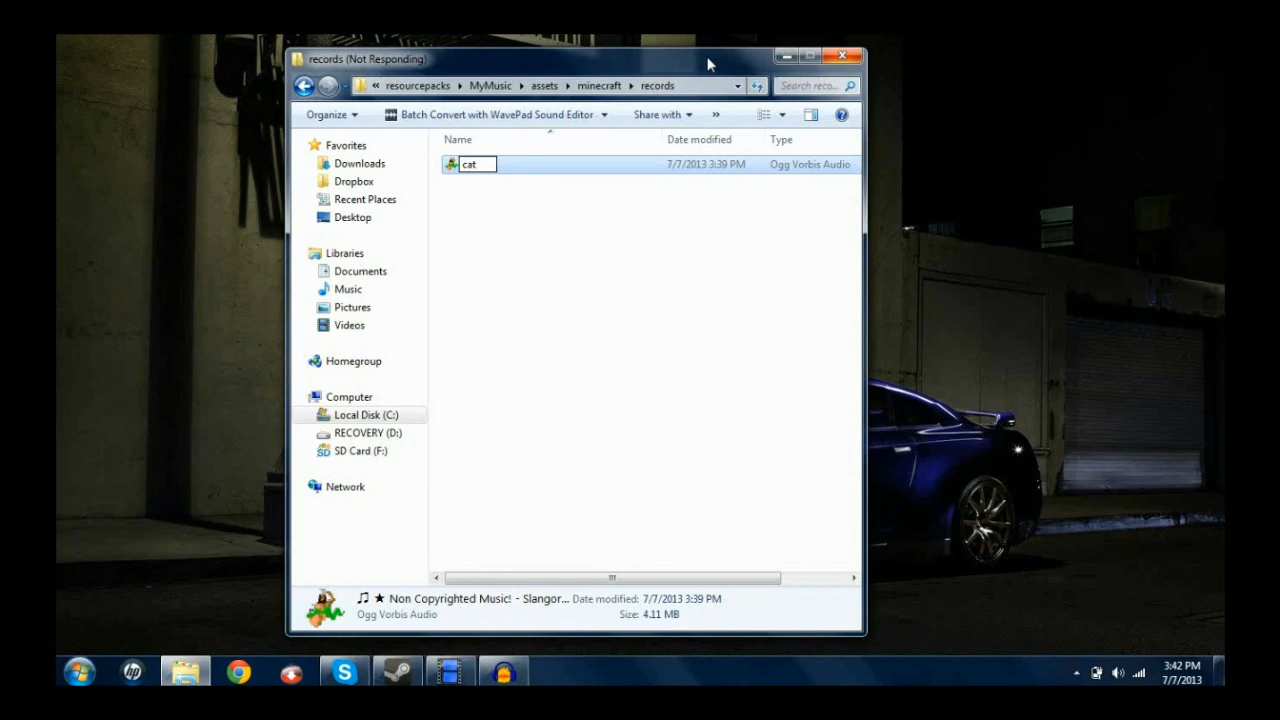 records (Not Responding)
« resourcepacks MyMusic assets minecraft records
Search reco...
Organize Batch Convert with WavePad Sound Editor Share with »
Name Date modified Type
cat 7/7/2013 3:39 PM Ogg Vorbis Audio
Favorites
Downloads
Dropbox
Recent Places
Desktop
Libraries
Documents
Music
Pictures
Videos
Homegroup
Computer
Local Disk (C:)
RECOVERY (D:)
SD Card (F:)
Network
♫ ★ Non Copyrighted Music! - Slangor... Date modified: 7/7/2013 3:39 PM
Ogg Vorbis Audio Size: 4.11 MB
hp
3:42 PM
7/7/2013